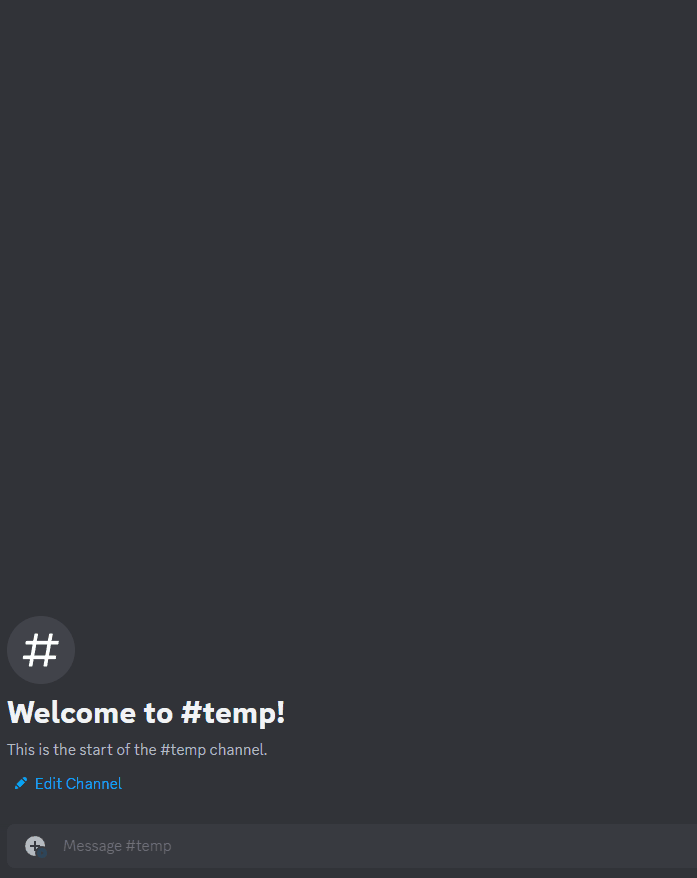 #
Welcome to #temp!
This is the start of the #temp channel.
Edit Channel
Message #temp